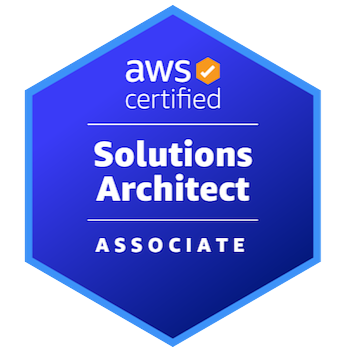 aws
certified
Solutions
Architect
ASSOCIATE